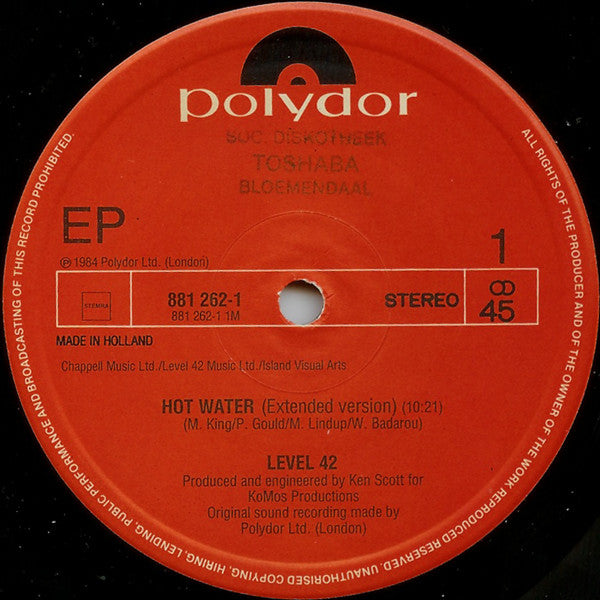 polydor
SOC. DISKOTHEEK
TOSHABA
BLOEMENDAAL
EP
1
℗ 1984 Polydor Ltd. (London)
STEMRA
881 262-1
881 262-1 1M
STEREO
8
45
MADE IN HOLLAND
Chappell Music Ltd./Level 42 Music Ltd./Island Visual Arts
HOT WATER (Extended version) (10:21)
(M. King/P. Gould/M. Lindup/W. Badarou)
LEVEL 42
Produced and engineered by Ken Scott for
KoMos Productions
Original sound recording made by
Polydor Ltd. (London)
ALL RIGHTS OF THE PRODUCER AND OF THE OWNER OF THE WORK REPRODUCED RESERVED. UNAUTHORISED COPYING, HIRING, LENDING, PUBLIC PERFORMANCE AND BROADCASTING OF THIS RECORD PROHIBITED.